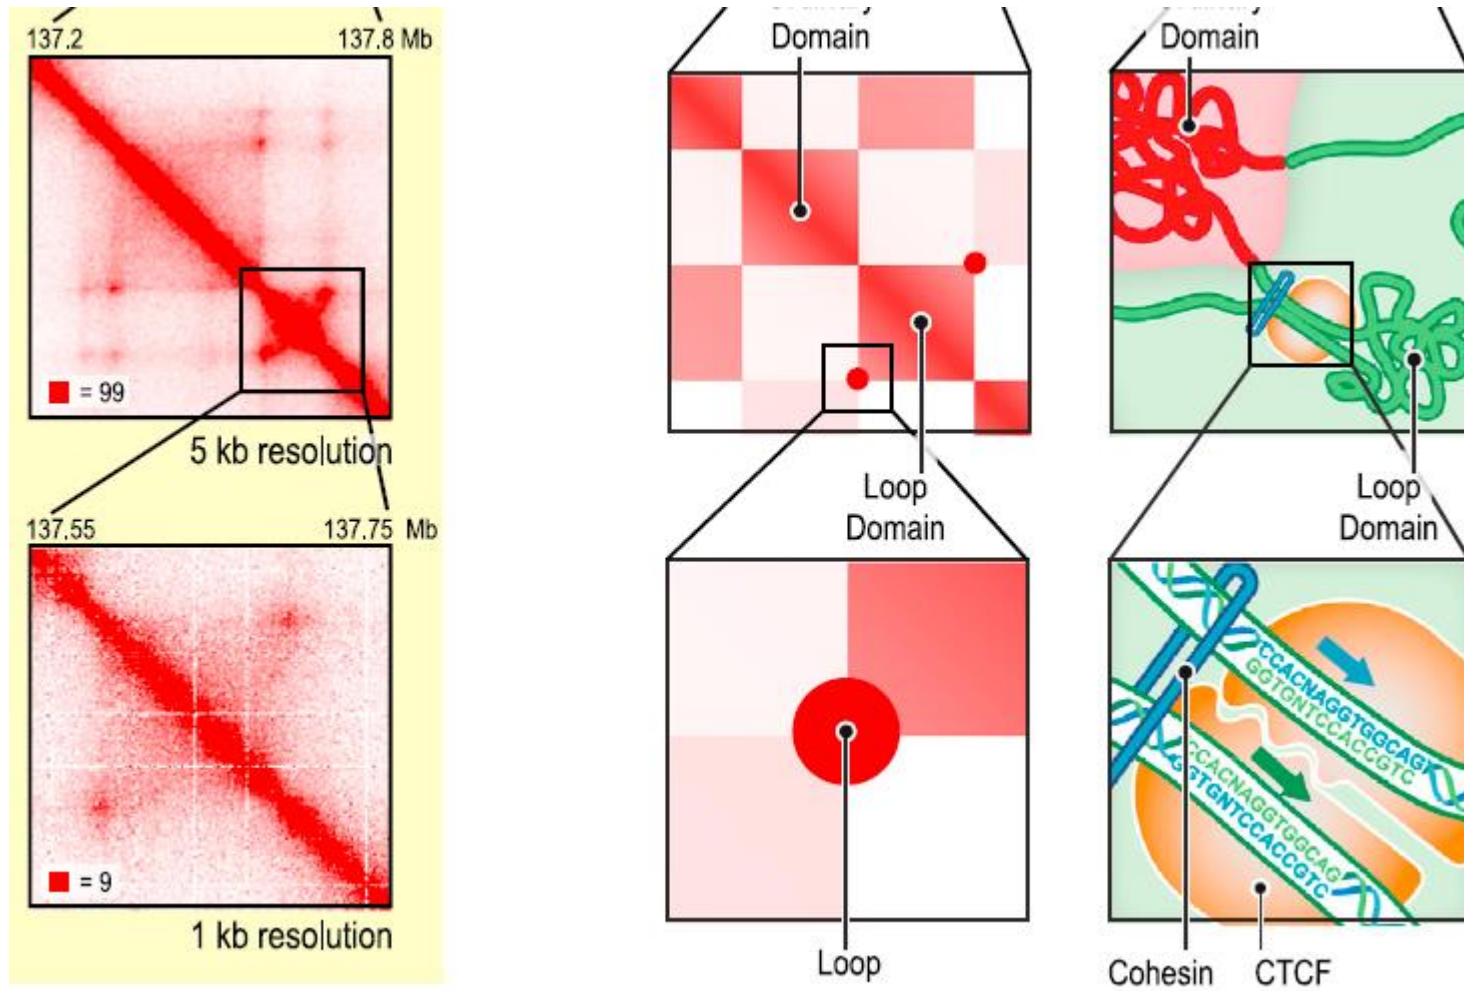 137.2 137.8 Mb
= 99
5 kb resolution
137.55 137.75 Mb
= 9
1 kb resolution
Domain
Loop
Domain
Loop
Domain
Loop
Domain
CCACNAGGTGGCAG
GGTGNTCCACCGTC
CCACNAGGTGGCAG
GGTGNTCCACCGTC
Cohesin CTCF